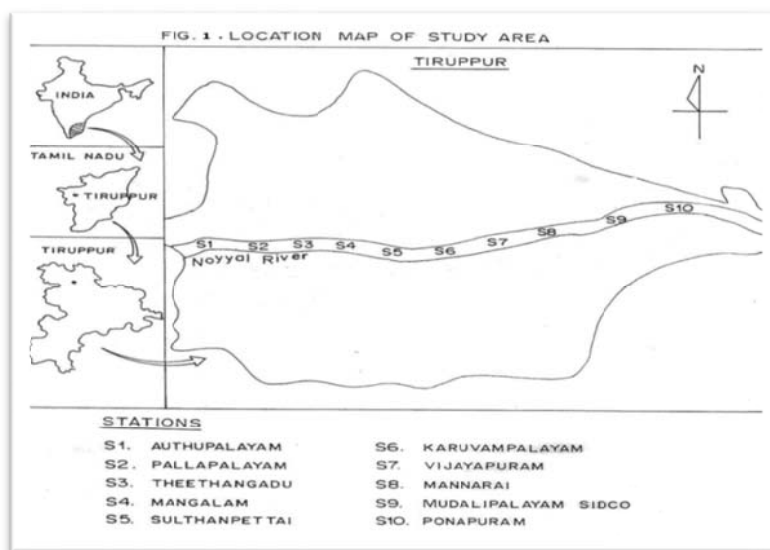 FIG. 1 . LOCATION MAP OF STUDY AREA
INDIA
TAMIL NADU
TIRUPPUR
TIRUPPUR
TIRUPPUR
N
S1
S2
S3
S4
S5
S6
S7
S8
S9
S10
Noyyal River
STATIONS
S1. AUTHUPALAYAM
S2. PALLAPALAYAM
S3. THEETHANGADU
S4. MANGALAM
S5. SULTHANPETTAI
S6. KARUVAMPALAYAM
S7. VIJAYAPURAM
S8. MANNARAI
S9. MUDALIPALAYAM SIDCO
S10. PONAPURAM